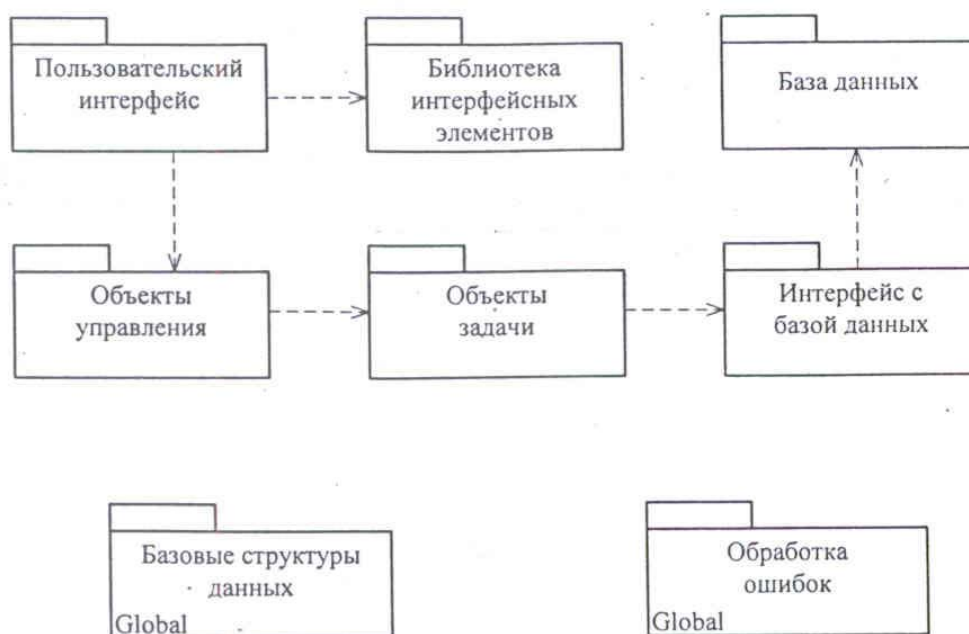 Пользовательский
интерфейс
Библиотека
интерфейсных
элементов
База данных
Объекты
управления
Объекты
задачи
Интерфейс с
базой данных
Базовые структуры
данных
Global
Обработка
ошибок
Global